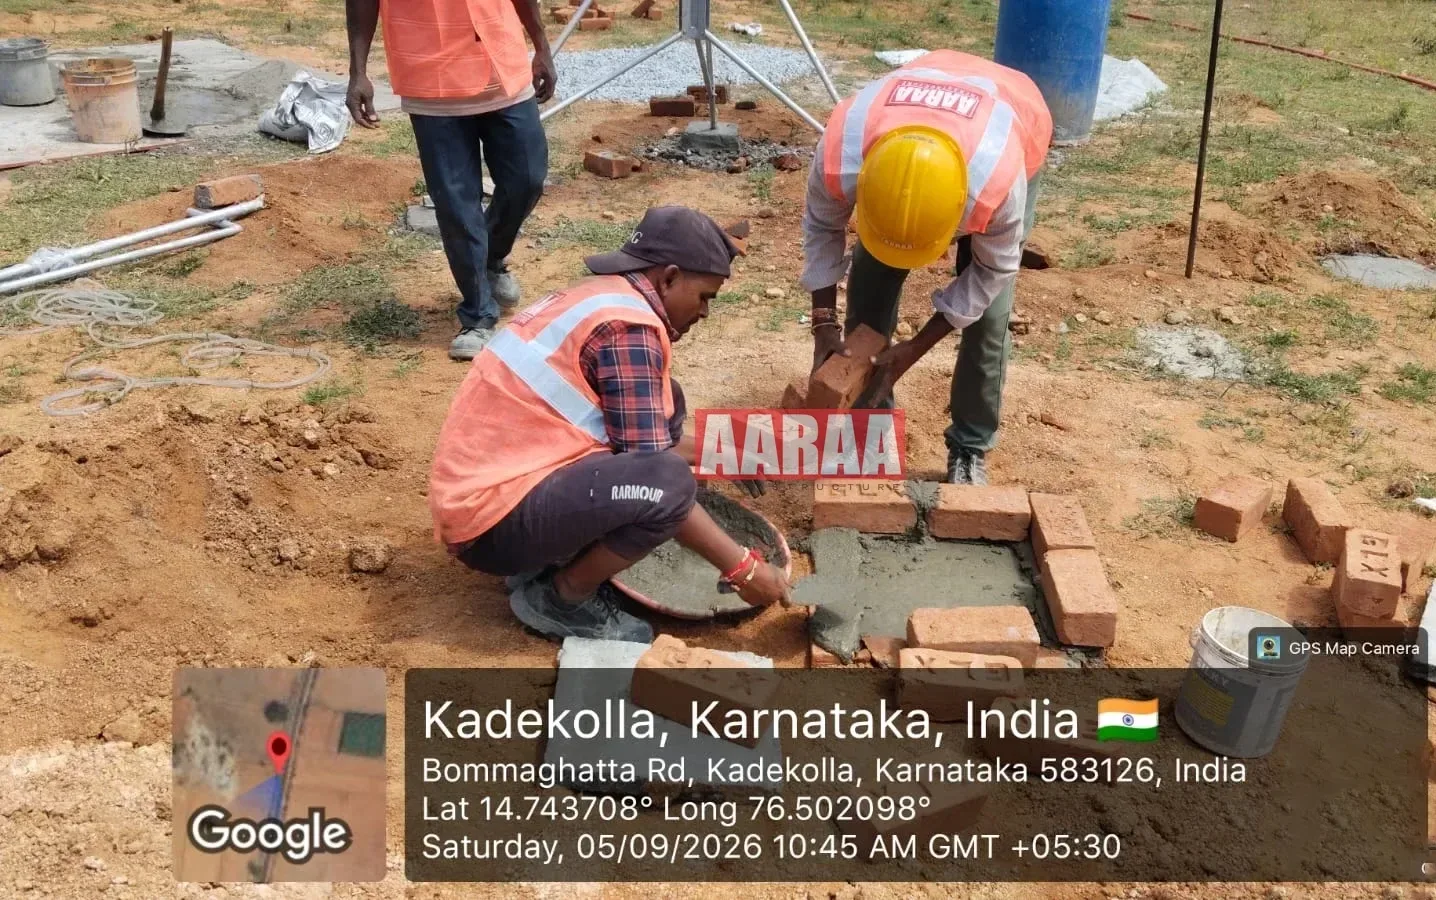 AARAA
G
RARMOUR
AARAA
UCTURE
GPS Map Camera
Kadekolla, Karnataka, India
Bommaghatta Rd, Kadekolla, Karnataka 583126, India
Lat 14.743708° Long 76.502098°
Saturday, 05/09/2026 10:45 AM GMT +05:30
Google